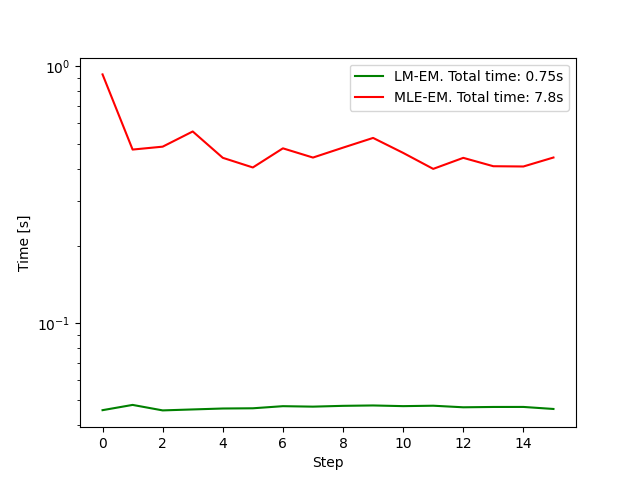 10⁰
LM-EM. Total time: 0.75s
MLE-EM. Total time: 7.8s
Time [s]
10⁻¹
0 2 4 6 8 10 12 14
Step